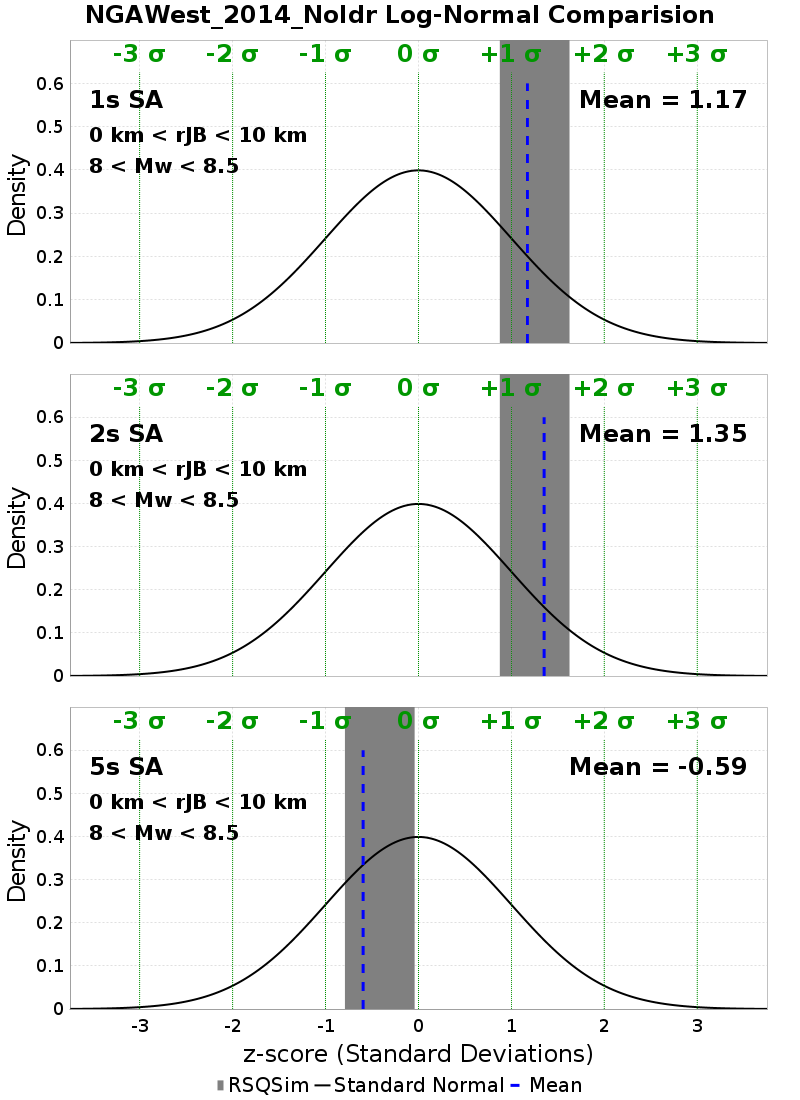 NGAWest_2014_NoIdr Log-Normal Comparision
-3 σ -2 σ -1 σ 0 σ +1 σ +2 σ +3 σ
1s SA Mean = 1.17
0 km < rJB < 10 km
8 < Mw < 8.5
Density
0.6
0.5
0.4
0.3
0.2
0.1
0
-3 σ -2 σ -1 σ 0 σ +1 σ +2 σ +3 σ
2s SA Mean = 1.35
0 km < rJB < 10 km
8 < Mw < 8.5
Density
0.6
0.5
0.4
0.3
0.2
0.1
0
-3 σ -2 σ -1 σ 0 σ +1 σ +2 σ +3 σ
5s SA Mean = -0.59
0 km < rJB < 10 km
8 < Mw < 8.5
Density
0.6
0.5
0.4
0.3
0.2
0.1
0
-3 -2 -1 0 1 2 3
z-score (Standard Deviations)
RSQSim Standard Normal Mean